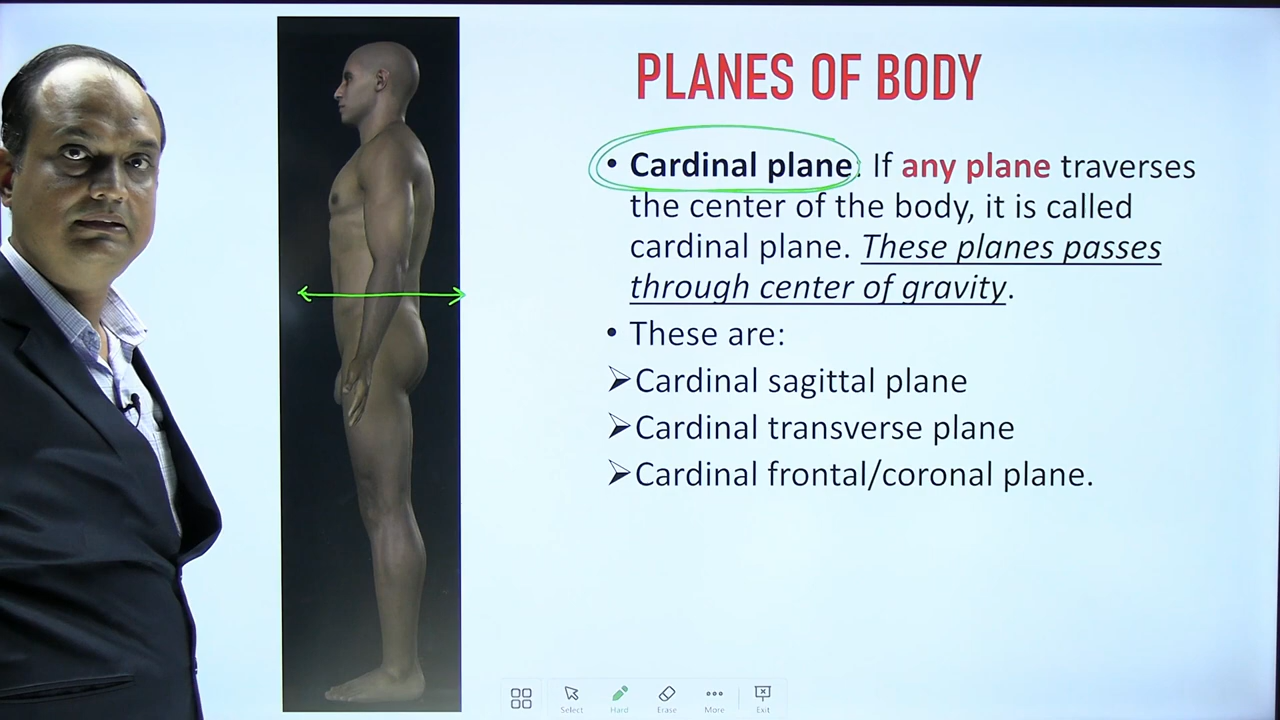 PLANES OF BODY
• Cardinal plane: If any plane traverses
the center of the body, it is called
cardinal plane. These planes passes
through center of gravity.
• These are:
➢Cardinal sagittal plane
➢Cardinal transverse plane
➢Cardinal frontal/coronal plane.
Select Hard Erase More Exit